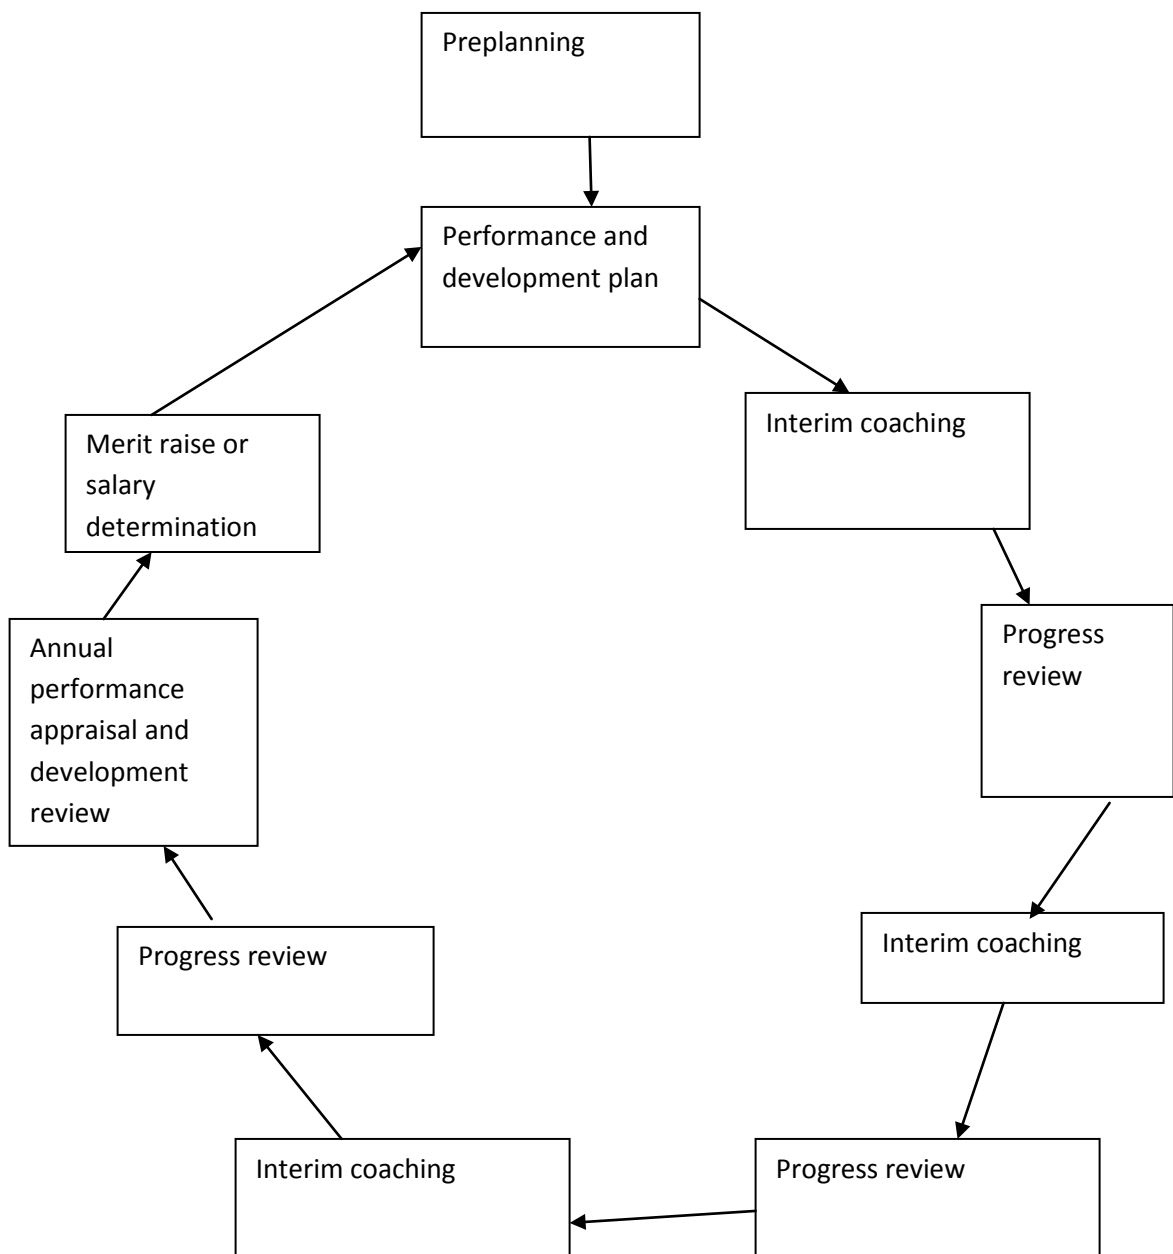 Preplanning
Performance and
development plan
Interim coaching
Progress
review
Interim coaching
Progress review
Interim coaching
Progress review
Annual
performance
appraisal and
development
review
Merit raise or
salary
determination